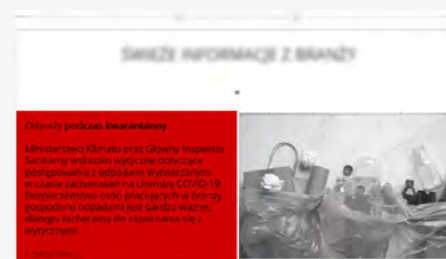 ŚWIEŻE INFORMACJE Z BRANŻY
Odpady podczas kwarantanny
Ministerstwo Klimatu oraz Główny Inspektor
Sanitarny wskazało wytyczne dotyczące
postępowania z odpadami wytwarzanymi
w czasie zachorowań na chorobę COVID-19.
Bezpieczeństwo osób pracujących w branży
gospodarki odpadami jest bardzo ważne,
dlatego zachęcamy do zapoznania się z
wytycznymi.